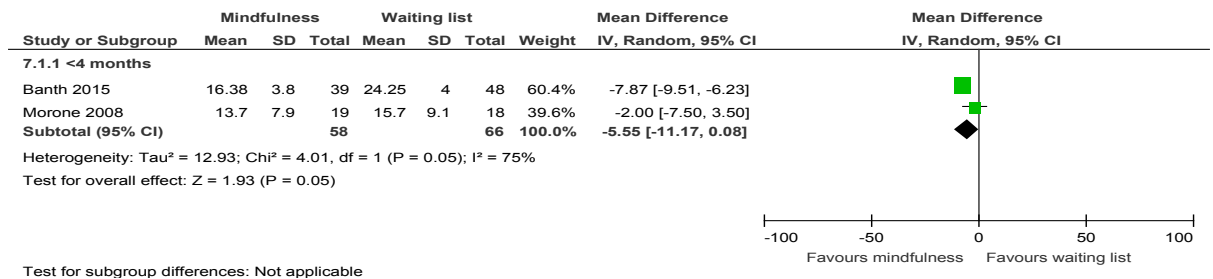 Mindfulness Waiting list Mean Difference Mean Difference
Study or Subgroup Mean SD Total Mean SD Total Weight IV, Random, 95% CI IV, Random, 95% CI
7.1.1 <4 months
Banth 2015 16.38 3.8 39 24.25 4 48 60.4% -7.87 [-9.51, -6.23]
Morone 2008 13.7 7.9 19 15.7 9.1 18 39.6% -2.00 [-7.50, 3.50]
Subtotal (95% CI) 58 66 100.0% -5.55 [-11.17, 0.08]
Heterogeneity: Tau² = 12.93; Chi² = 4.01, df = 1 (P = 0.05); I² = 75%
Test for overall effect: Z = 1.93 (P = 0.05)
-100 -50 0 50 100
Favours mindfulness Favours waiting list
Test for subgroup differences: Not applicable